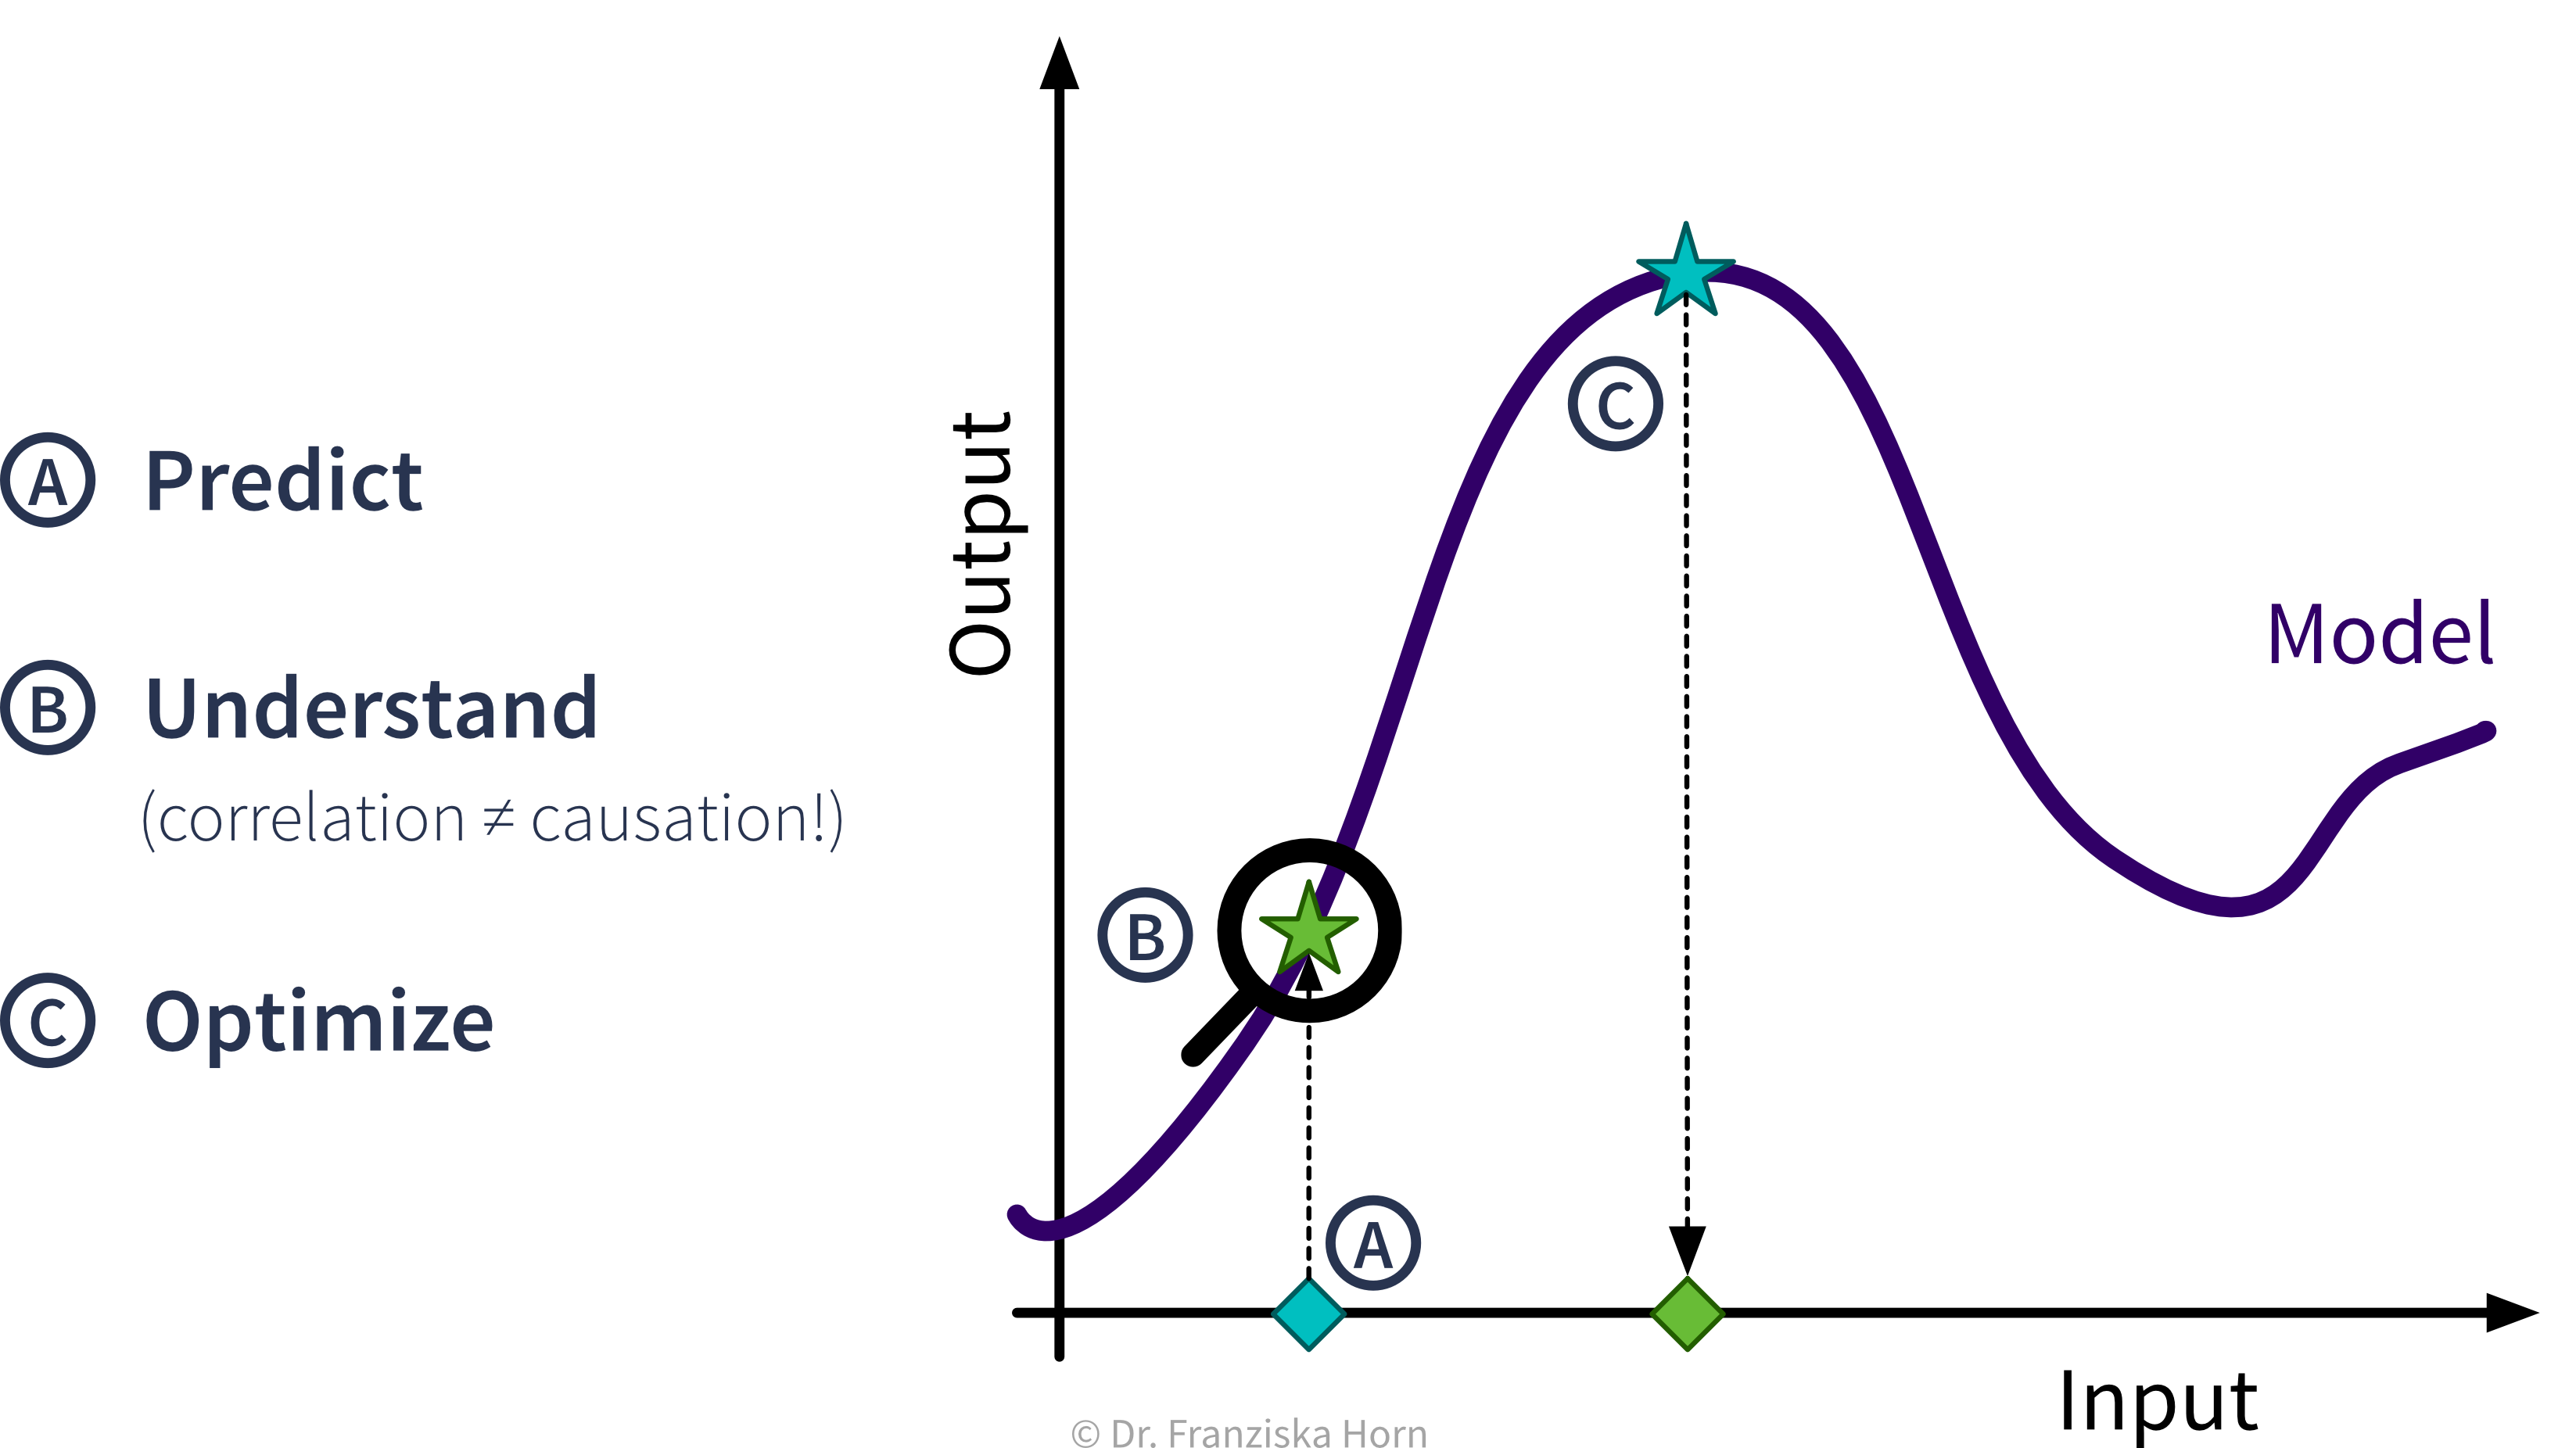 A Predict
B Understand
(correlation ≠ causation!)
C Optimize
Output
C
Model
B
A
Input
© Dr. Franziska Horn